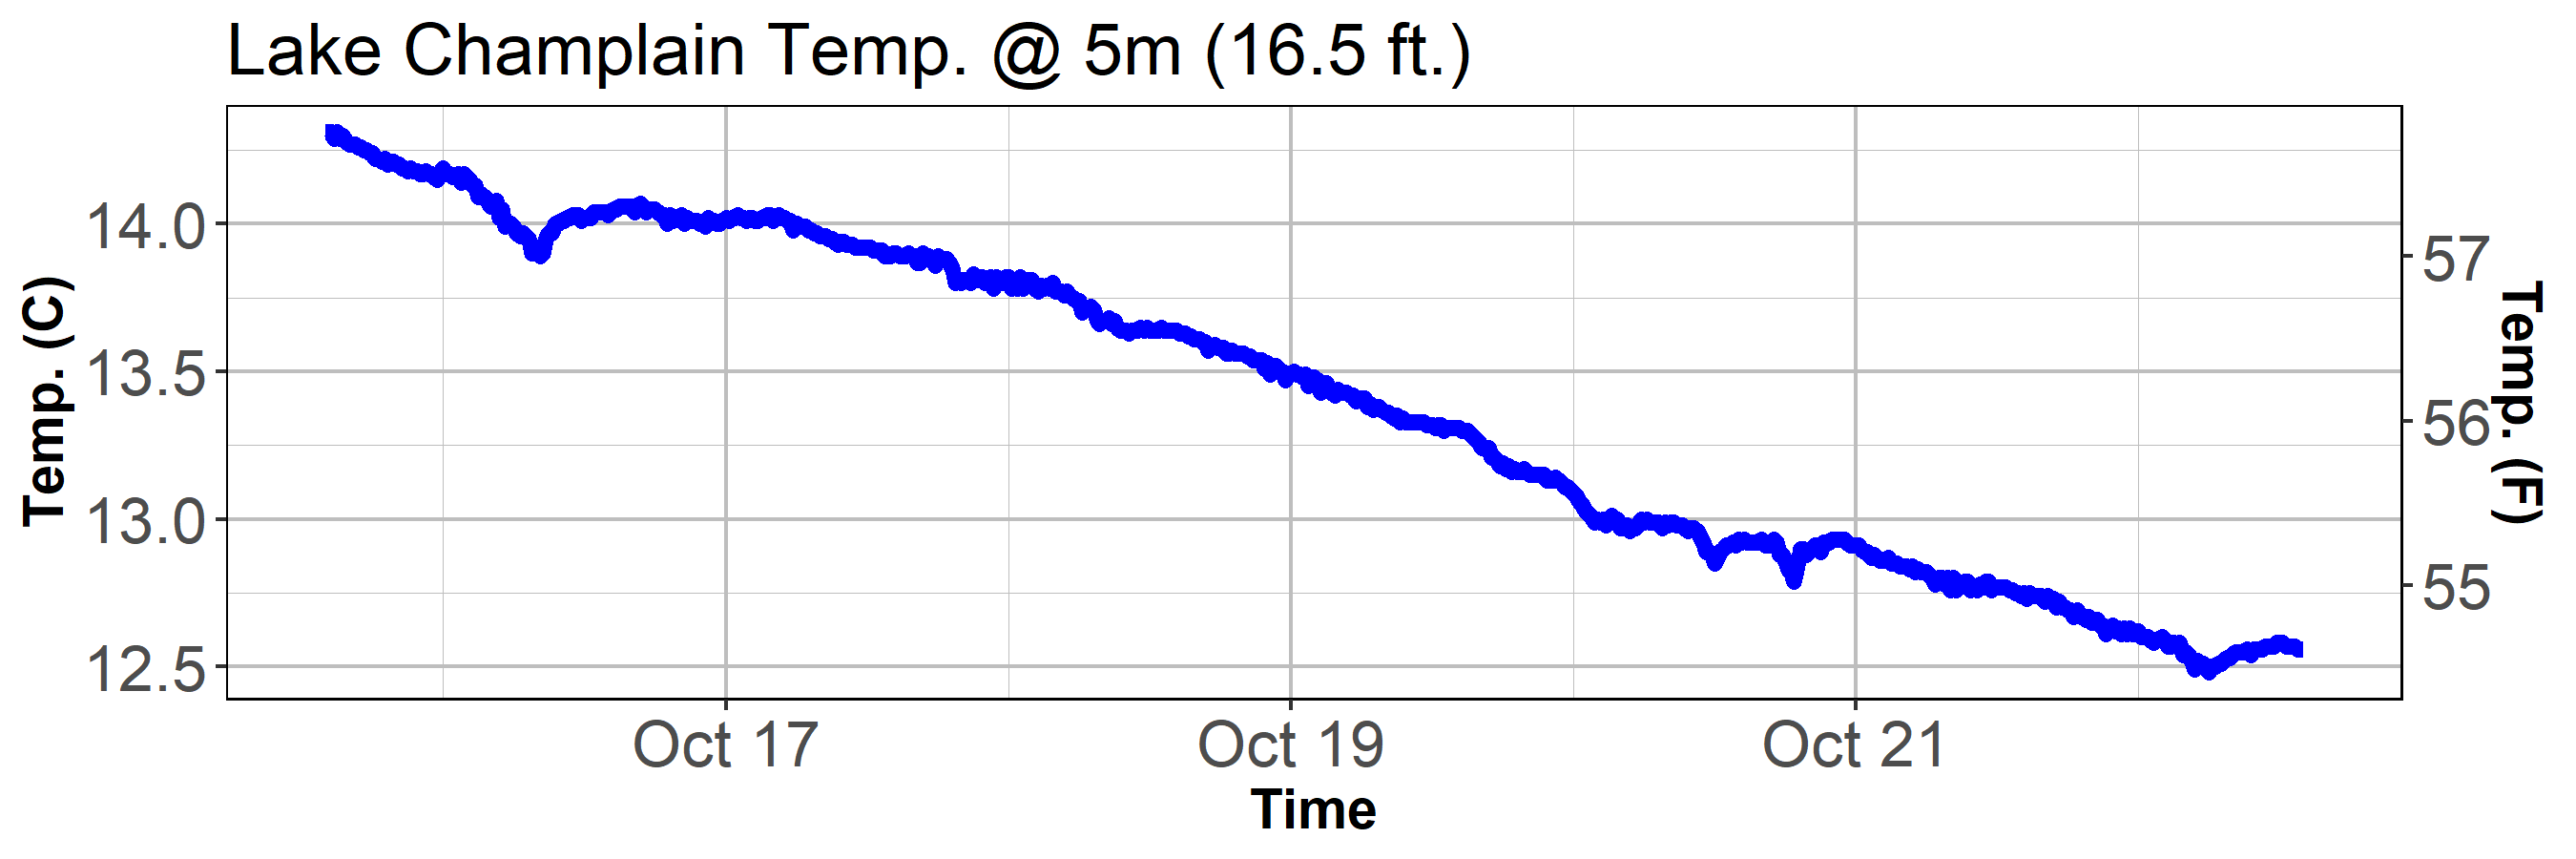 Lake Champlain Temp. @ 5m (16.5 ft.)
Temp. (C)
14.0
13.5
13.0
12.5
57
56
55
Temp. (F)
Oct 17 Oct 19 Oct 21
Time